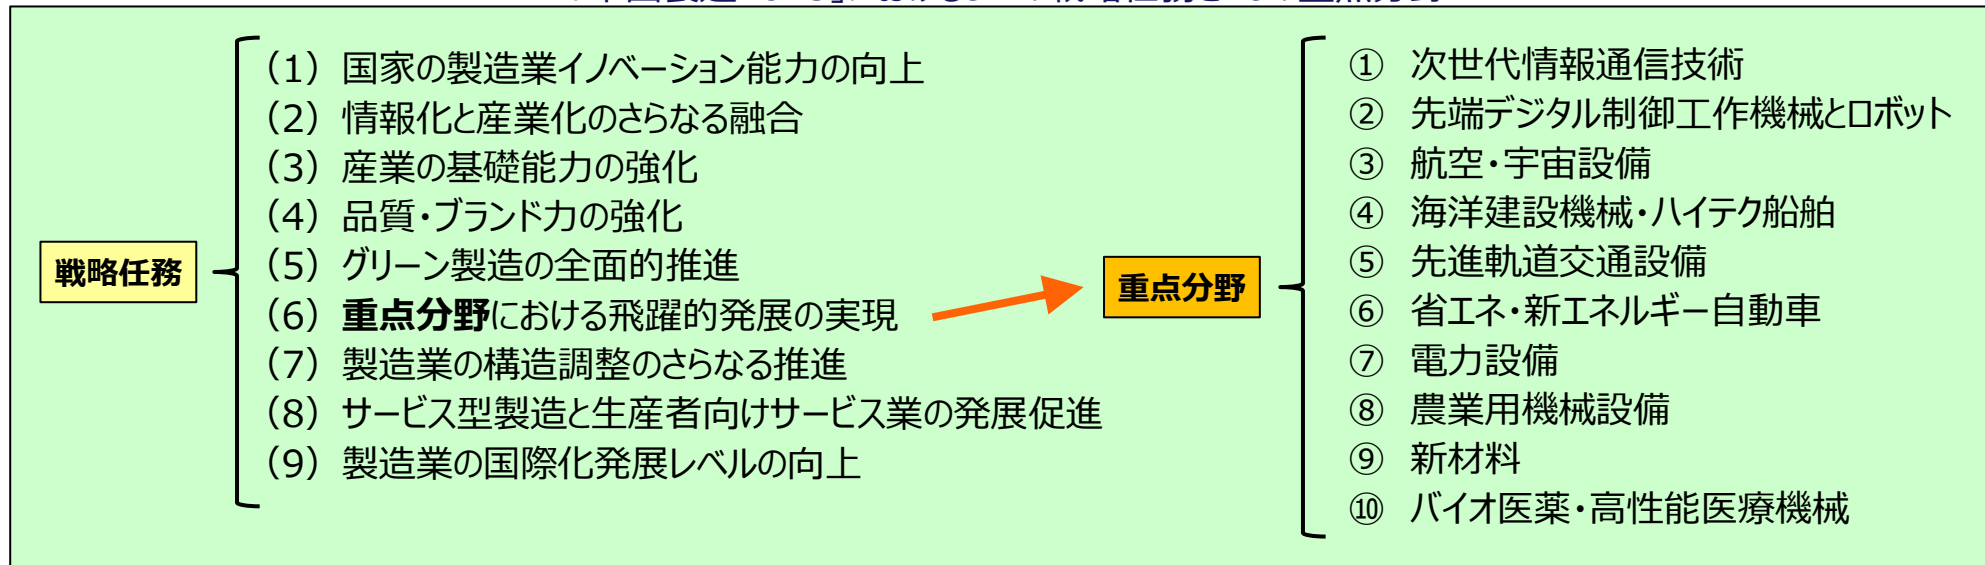 戦略任務
（1）国家の製造業イノベーション能力の向上
（2）情報化と産業化のさらなる融合
（3）産業の基礎能力の強化
（4）品質・ブランド力の強化
（5）グリーン製造の全面的推進
（6）重点分野における飛躍的発展の実現
（7）製造業の構造調整のさらなる推進
（8）サービス型製造と生産者向けサービス業の発展促進
（9）製造業の国際化発展レベルの向上
重点分野
① 次世代情報通信技術
② 先端デジタル制御工作機械とロボット
③ 航空・宇宙設備
④ 海洋建設機械・ハイテク船舶
⑤ 先進軌道交通設備
⑥ 省エネ・新エネルギー自動車
⑦ 電力設備
⑧ 農業用機械設備
⑨ 新材料
⑩ バイオ医薬・高性能医療機械